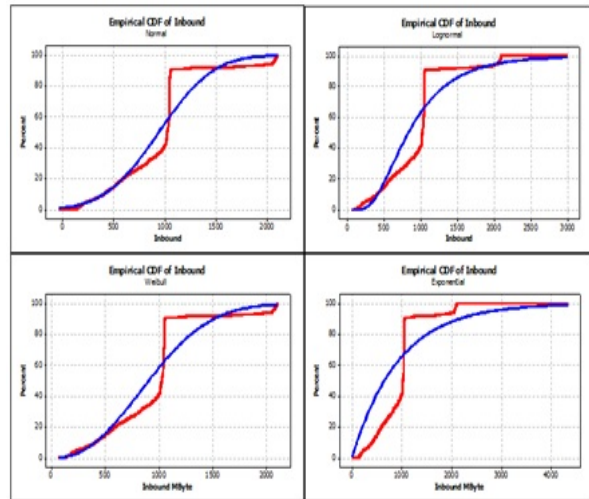 Empirical CDF of Inbound
Normal
Percent
100
80
60
40
20
0
0 500 1000 1500 2000
Inbound
Empirical CDF of Inbound
Lognormal
Percent
100
80
60
40
20
0
0 500 1000 1500 2000 2500 3000
Inbound
Empirical CDF of Inbound
Weibull
Percent
100
80
60
40
20
0
0 500 1000 1500 2000
Inbound MByte
Empirical CDF of Inbound
Exponential
Percent
100
80
60
40
20
0
0 1000 2000 3000 4000
Inbound MByte